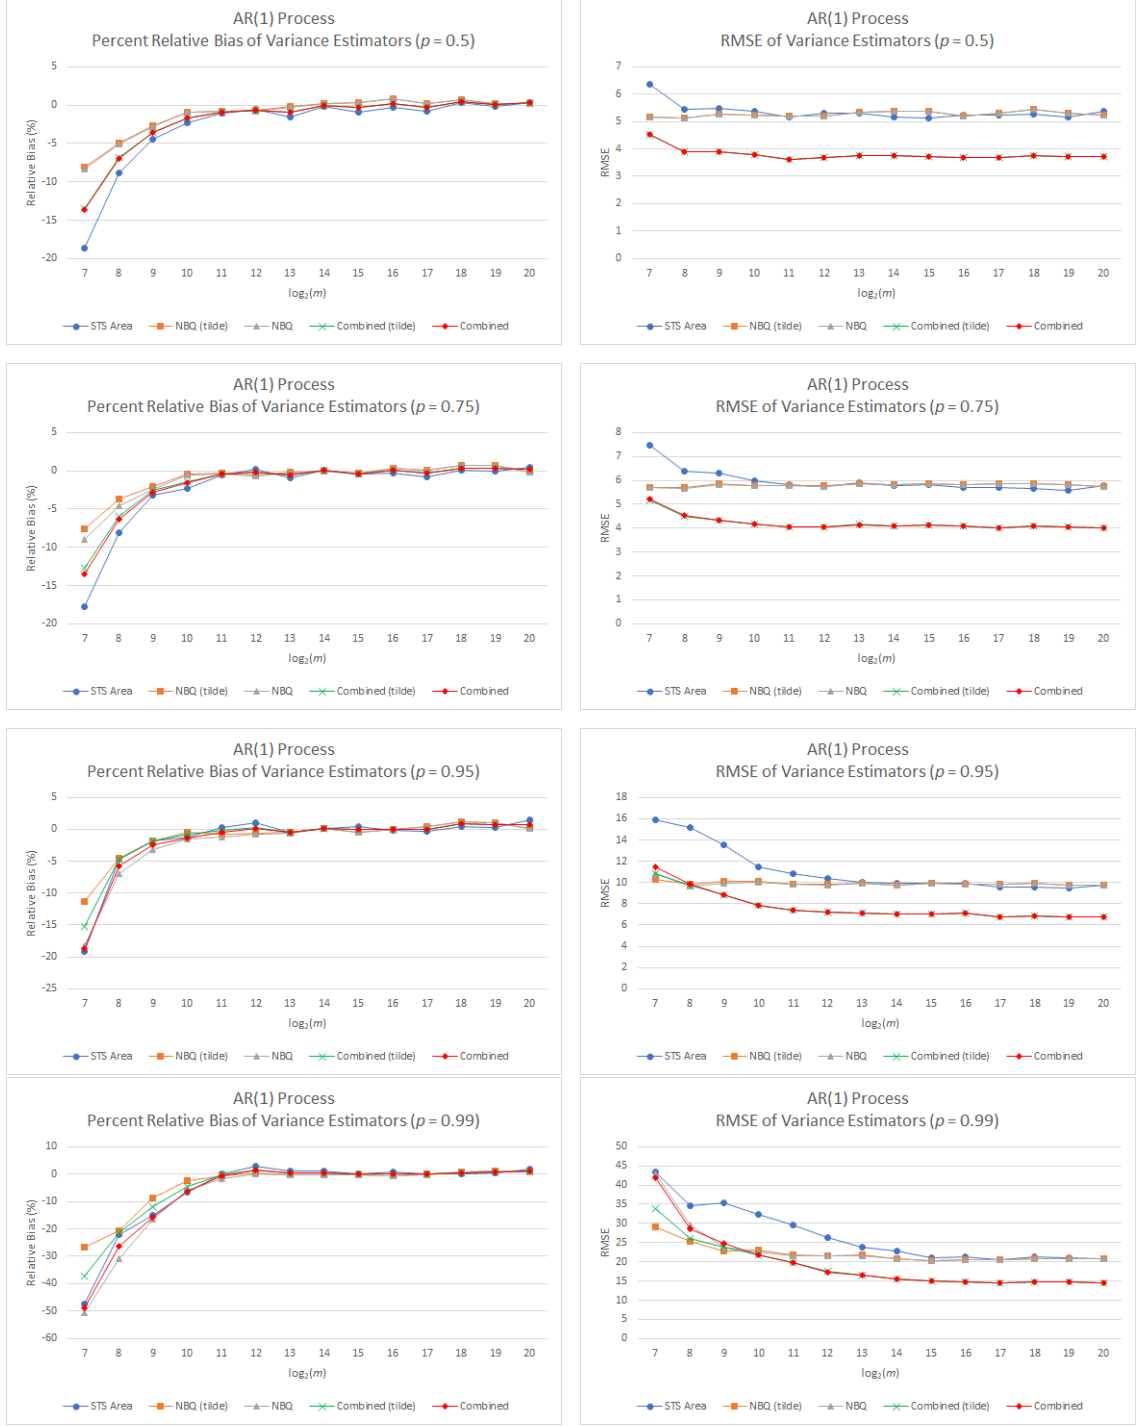 AR(1) Process
Percent Relative Bias of Variance Estimators (p = 0.5)
5
0
-5
-10
-15
-20
Relative Bias (%)
7 8 9 10 11 12 13 14 15 16 17 18 19 20
log₂(m)
STS Area NBQ (tilde) NBQ Combined (tilde) Combined
AR(1) Process
RMSE of Variance Estimators (p = 0.5)
7
6
5
4
3
2
1
0
RMSE
7 8 9 10 11 12 13 14 15 16 17 18 19 20
log₂(m)
STS Area NBQ (tilde) NBQ Combined (tilde) Combined
AR(1) Process
Percent Relative Bias of Variance Estimators (p = 0.75)
5
0
-5
-10
-15
-20
Relative Bias (%)
7 8 9 10 11 12 13 14 15 16 17 18 19 20
log₂(m)
STS Area NBQ (tilde) NBQ Combined (tilde) Combined
AR(1) Process
RMSE of Variance Estimators (p = 0.75)
8
7
6
5
4
3
2
1
0
RMSE
7 8 9 10 11 12 13 14 15 16 17 18 19 20
log₂(m)
STS Area NBQ (tilde) NBQ Combined (tilde) Combined
AR(1) Process
Percent Relative Bias of Variance Estimators (p = 0.95)
5
0
-5
-10
-15
-20
-25
Relative Bias (%)
7 8 9 10 11 12 13 14 15 16 17 18 19 20
log₂(m)
STS Area NBQ (tilde) NBQ Combined (tilde) Combined
AR(1) Process
RMSE of Variance Estimators (p = 0.95)
18
16
14
12
10
8
6
4
2
0
RMSE
7 8 9 10 11 12 13 14 15 16 17 18 19 20
log₂(m)
STS Area NBQ (tilde) NBQ Combined (tilde) Combined
AR(1) Process
Percent Relative Bias of Variance Estimators (p = 0.99)
10
0
-10
-20
-30
-40
-50
-60
Relative Bias (%)
7 8 9 10 11 12 13 14 15 16 17 18 19 20
log₂(m)
STS Area NBQ (tilde) NBQ Combined (tilde) Combined
AR(1) Process
RMSE of Variance Estimators (p = 0.99)
50
45
40
35
30
25
20
15
10
5
0
RMSE
7 8 9 10 11 12 13 14 15 16 17 18 19 20
log₂(m)
STS Area NBQ (tilde) NBQ Combined (tilde) Combined